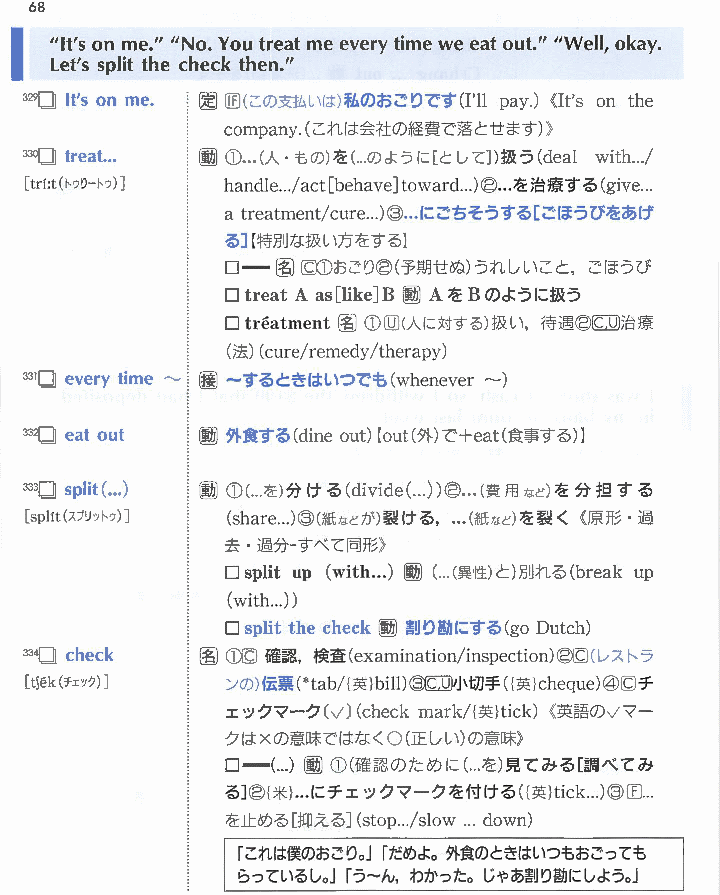 68
"It's on me." "No. You treat me every time we eat out." "Well, okay.
Let's split the check then."
329□ It's on me. 定 IF(この支払いは)私のおごりです(I'll pay.)《It's on the
company.(これは会社の経費で落とせます)》
330□ treat... 動 ①...(人・もの)を(...のように[として])扱う(deal with.../
[tríːt(トゥリートゥ)] handle.../act[behave]toward...)②...を治療する(give...
a treatment/cure...)③...にごちそうする[ごほうびをあげ
る]【特別な扱い方をする】
□━ 名 C①おごり②(予期せぬ)うれしいこと，ごほうび
□ treat A as[like]B 動 AをBのように扱う
□ tréatment 名 ①U(人に対する)扱い，待遇②C,U治療
(法)(cure/remedy/therapy)
331□ every time ～ 接 ～するときはいつでも(whenever ～)
332□ eat out 動 外食する(dine out)【out(外)で+eat(食事する)】
333□ split(...) 動 ①(...を)分ける(divide(...))②...(費用など)を分担する
[splít(スプリットゥ)] (share...)③(紙などが)裂ける，...(紙など)を裂く《原形・過
去・過分-すべて同形》
□ split up (with...) 動 (...(異性)と)別れる(break up
(with...))
□ split the check 動 割り勘にする(go Dutch)
334□ check 名 ①C 確認，検査(examination/inspection)②C(レストラ
[tʃék(チェック)] ンの)伝票(*tab/{英}bill)③C,U小切手({英}cheque)④Cチ
ェックマーク(✓)(check mark/{英}tick)《英語の✓マー
クは×の意味ではなく○(正しい)の意味》
□━(...) 動 ①(確認のために(...を)見てみる[調べてみ
る]②{米}...にチェックマークを付ける({英}tick...)③F...
を止める[抑える](stop.../slow ... down)
「これは僕のおごり。」「だめよ。外食のときはいつもおごっても
らっているし。」「う～ん，わかった。じゃあ割り勘にしよう。」